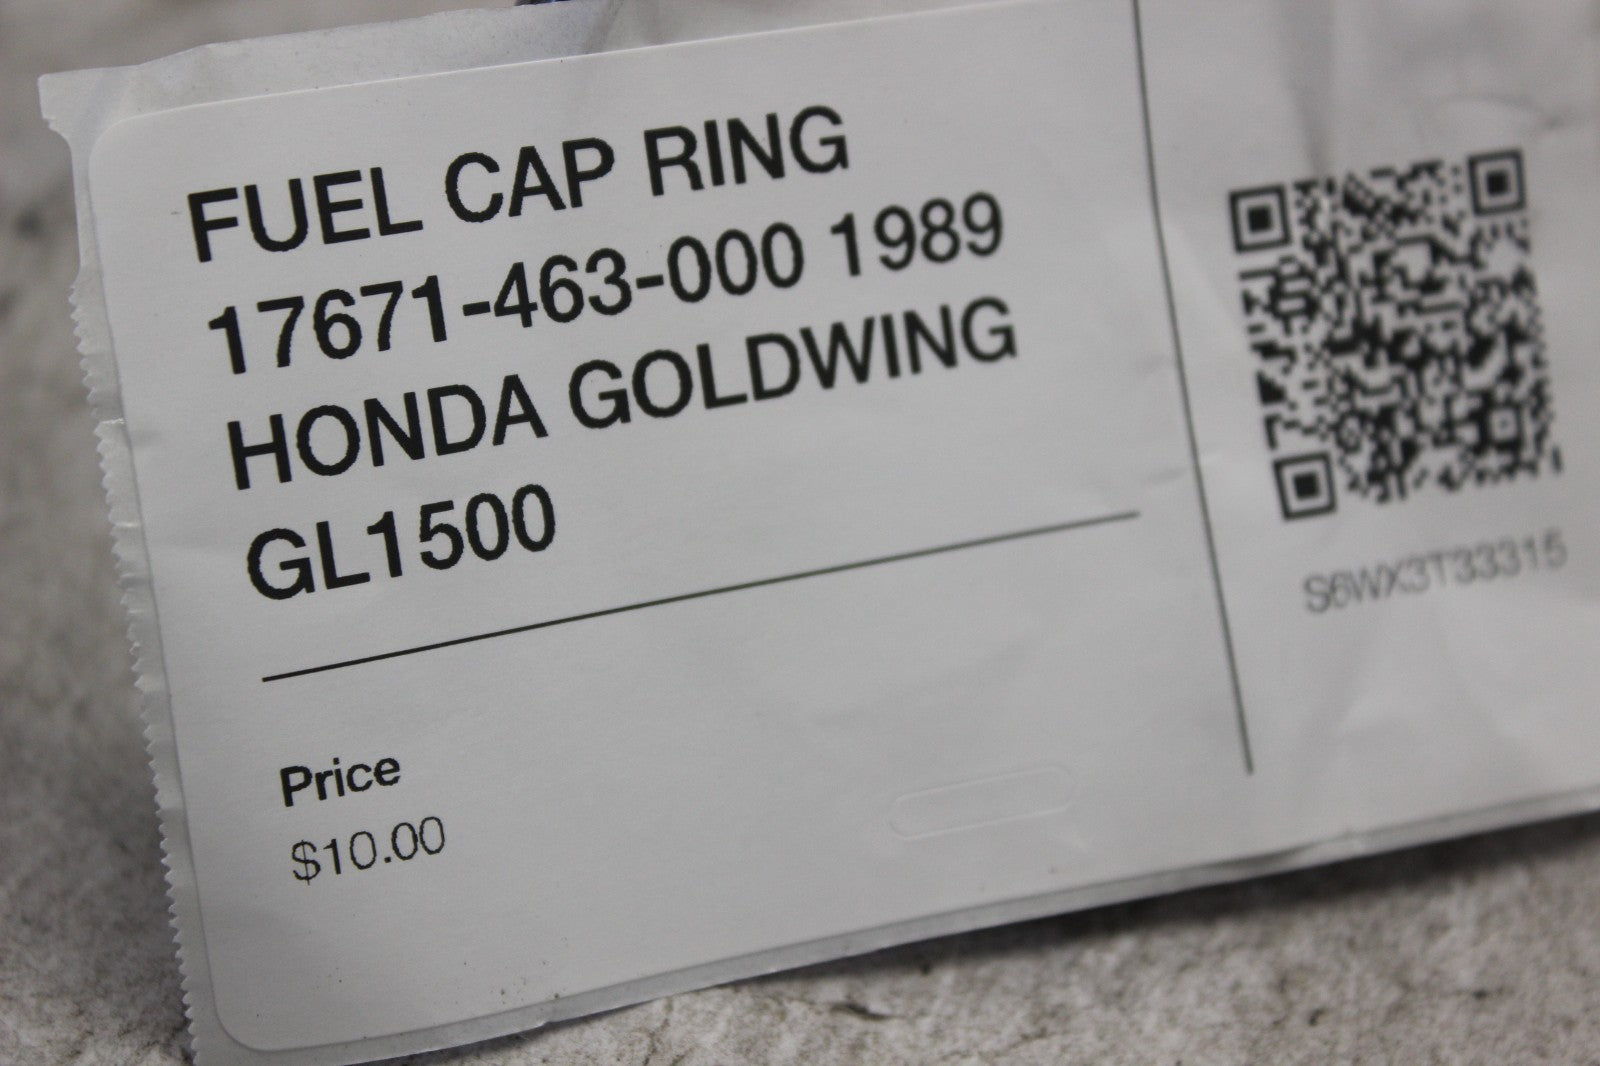 FUEL CAP RING
17671-463-000 1989
HONDA GOLDWING
GL1500
Price
$10.00
S6WX3T33315